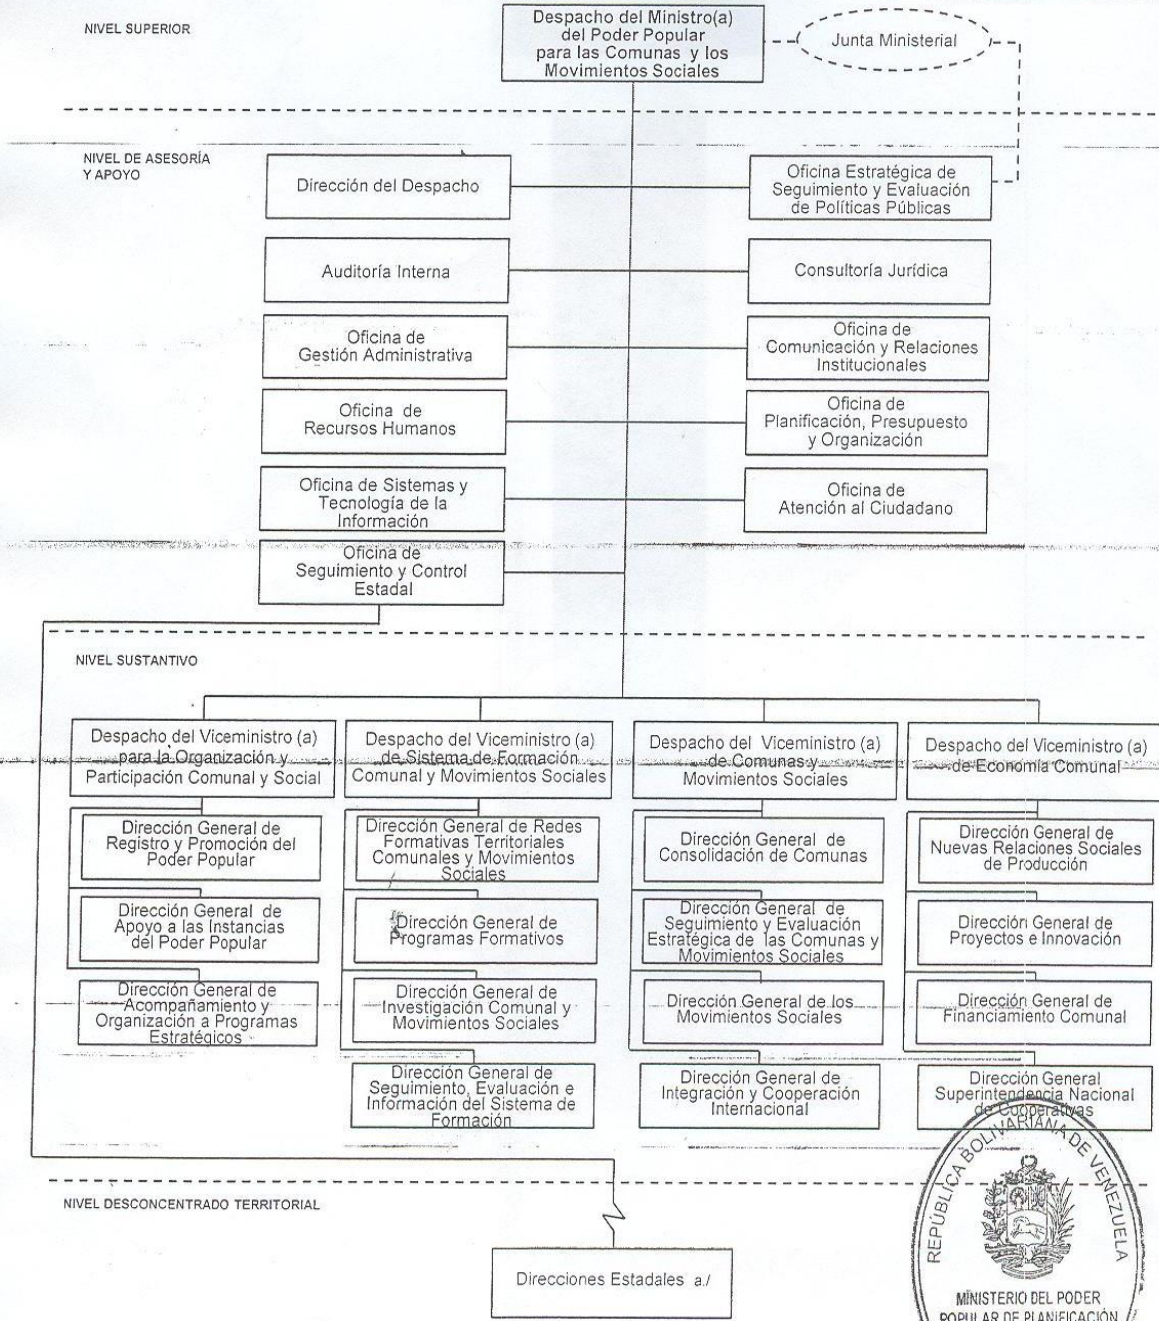 NIVEL SUPERIOR
Despacho del Ministro(a)
del Poder Popular
para las Comunas y los
Movimientos Sociales
Junta Ministerial
NIVEL DE ASESORÍA
Y APOYO
Dirección del Despacho
Oficina Estratégica de
Seguimiento y Evaluación
de Políticas Públicas
Auditoría Interna
Consultoría Jurídica
Oficina de
Gestión Administrativa
Oficina de
Comunicación y Relaciones
Institucionales
Oficina de
Recursos Humanos
Oficina de
Planificación, Presupuesto
y Organización
Oficina de Sistemas y
Tecnología de la
Información
Oficina de
Atención al Ciudadano
Oficina de
Seguimiento y Control
Estadal
NIVEL SUSTANTIVO
Despacho del Viceministro (a)
para la Organización y
Participación Comunal y Social
Despacho del Viceministro (a)
de Sistema de Formación
Comunal y Movimientos Sociales
Despacho del Viceministro (a)
de Comunas y
Movimientos Sociales
Despacho del Viceministro (a)
de Economía Comunal
Dirección General de
Registro y Promoción del
Poder Popular
Dirección General de Redes
Formativas Territoriales
Comunales y Movimientos
Sociales
Dirección General de
Consolidación de Comunas
Dirección General de
Nuevas Relaciones Sociales
de Producción
Dirección General de
Apoyo a las Instancias
del Poder Popular
Dirección General de
Programas Formativos
Dirección General de
Seguimiento y Evaluación
Estratégica de las Comunas y
Movimientos Sociales
Dirección General de
Proyectos e Innovación
Dirección General de
Acompañamiento y
Organización a Programas
Estratégicos
Dirección General de
Investigación Comunal y
Movimientos Sociales
Dirección General de los
Movimientos Sociales
Dirección General de
Financiamiento Comunal
Dirección General de
Seguimiento, Evaluación e
Información del Sistema de
Formación
Dirección General de
Integración y Cooperación
Internacional
Dirección General
Superintendencia Nacional
de Cooperativas
NIVEL DESCONCENTRADO TERRITORIAL
Direcciones Estadales a./
REPÚBLICA BOLIVARIANA DE VENEZUELA
MINISTERIO DEL PODER
POPULAR DE PLANIFICACIÓN